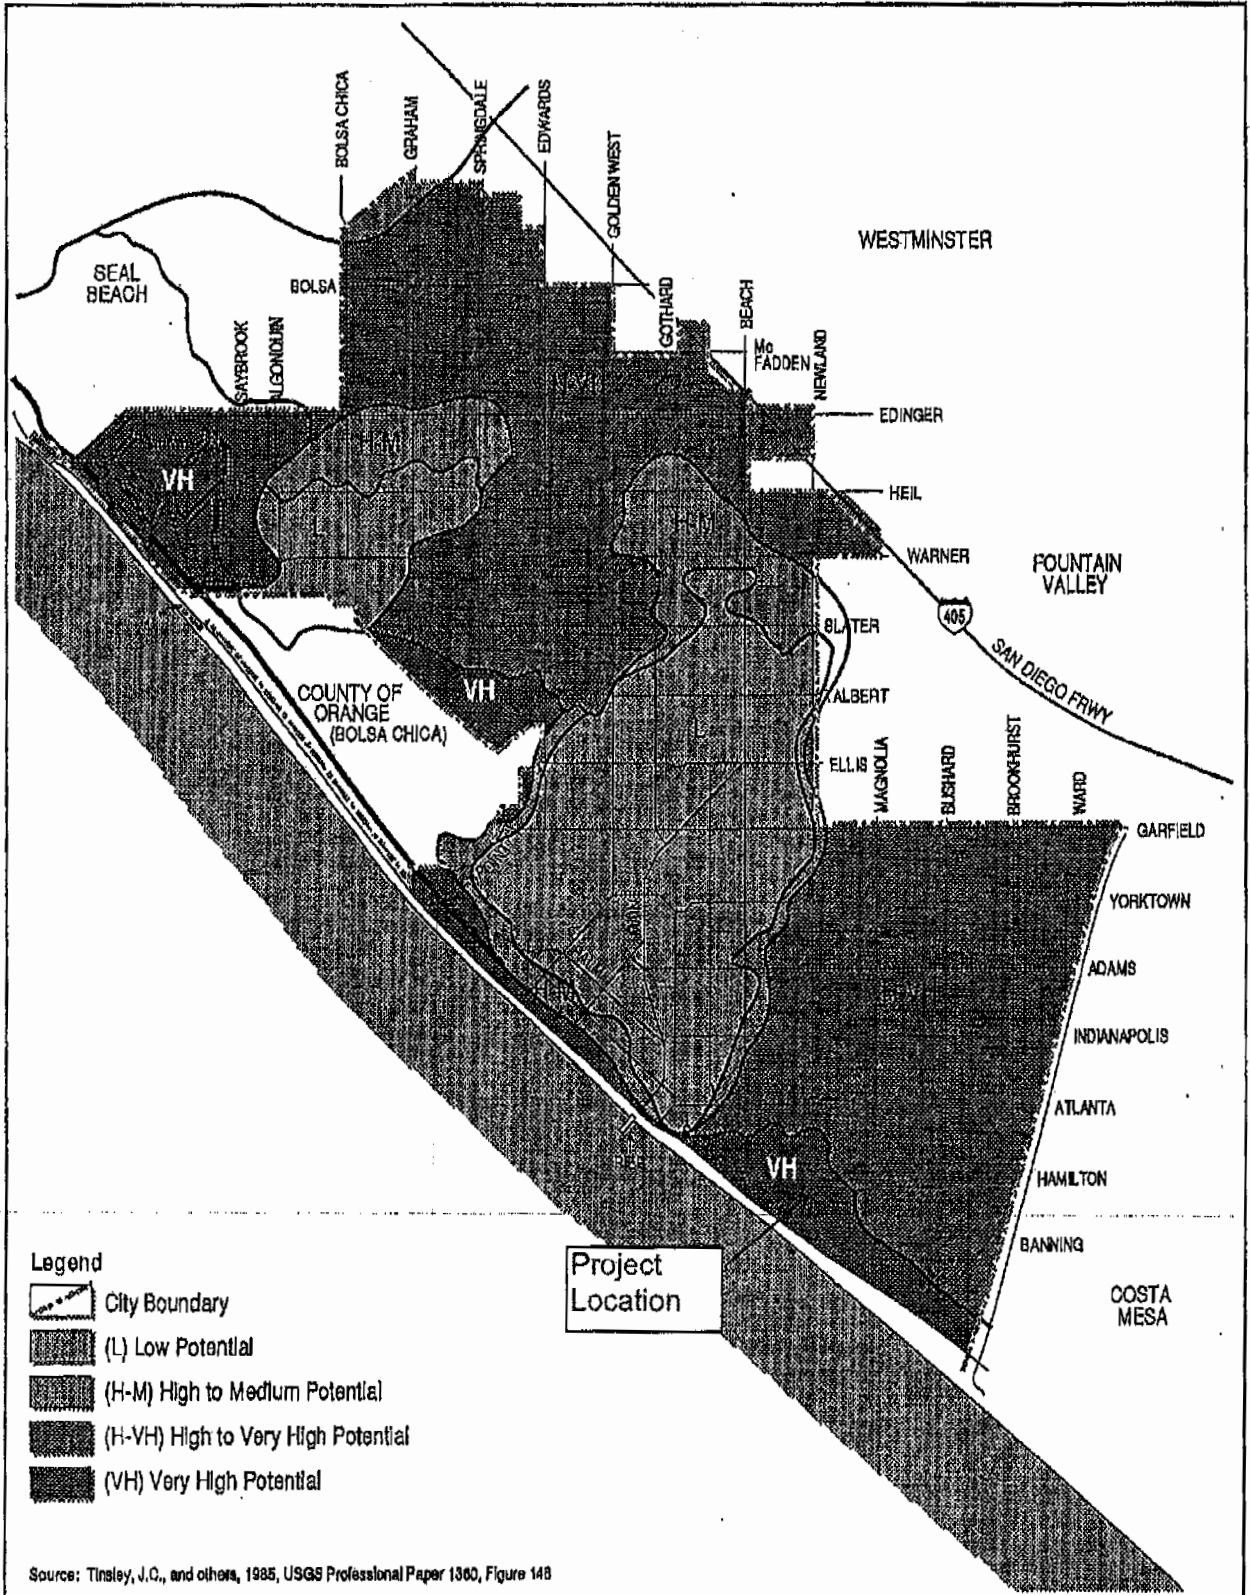 BOLSA CHICA
GRAHAM
SPRINGDALE
EDWARDS
GOLDEN WEST
WESTMINSTER
SEAL
BEACH
BOLSA
GOTHARD
BEACH
Mc
FADDEN
NEWLAND
SAYBROOK
ALGONQUIN
EDINGER
H-M
VH
HEIL
L
H-M
WARNER
FOUNTAIN
VALLEY
405
SLATER
SAN DIEGO FRWY
VH
COUNTY OF
ORANGE
(BOLSA CHICA)
TALBERT
L
ELLIS
MAGNOLIA
BUSHARD
BROOKHURST
WARD
GARFIELD
YORKTOWN
ADAMS
INDIANAPOLIS
ATLANTA
VH
HAMILTON
BANNING
Project
Location
COSTA
MESA
Legend
City Boundary
(L) Low Potential
(H-M) High to Medium Potential
(H-VH) High to Very High Potential
(VH) Very High Potential
Source: Tinsley, J.C., and others, 1985, USGS Professional Paper 1360, Figure 148